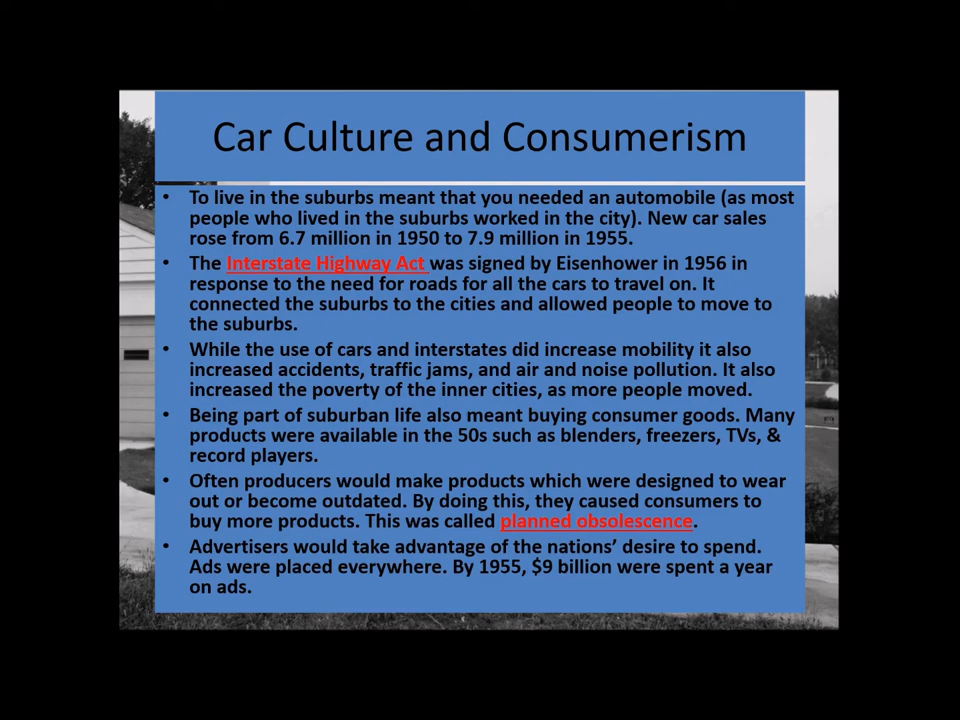 Car Culture and Consumerism
• To live in the suburbs meant that you needed an automobile (as most
people who lived in the suburbs worked in the city). New car sales
rose from 6.7 million in 1950 to 7.9 million in 1955.
• The Interstate Highway Act was signed by Eisenhower in 1956 in
response to the need for roads for all the cars to travel on. It
connected the suburbs to the cities and allowed people to move to
the suburbs.
• While the use of cars and interstates did increase mobility it also
increased accidents, traffic jams, and air and noise pollution. It also
increased the poverty of the inner cities, as more people moved.
• Being part of suburban life also meant buying consumer goods. Many
products were available in the 50s such as blenders, freezers, TVs, &
record players.
• Often producers would make products which were designed to wear
out or become outdated. By doing this, they caused consumers to
buy more products. This was called planned obsolescence.
• Advertisers would take advantage of the nations’ desire to spend.
Ads were placed everywhere. By 1955, $9 billion were spent a year
on ads.